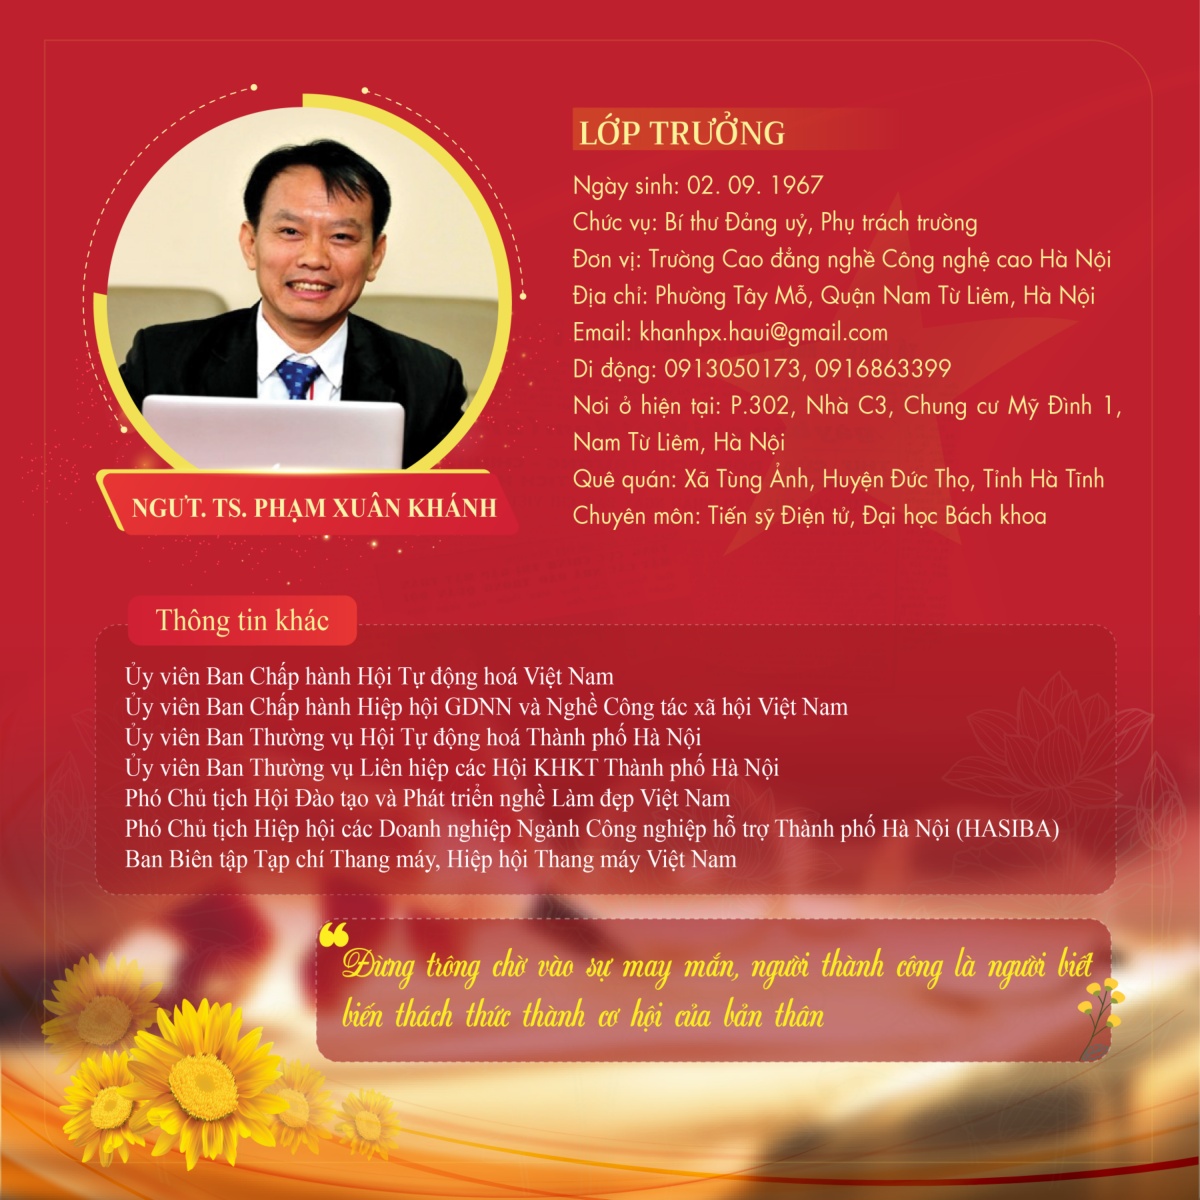 LỚP TRƯỞNG
Ngày sinh: 02. 09. 1967
Chức vụ: Bí thư Đảng uỷ, Phụ trách trường
Đơn vị: Trường Cao đẳng nghề Công nghệ cao Hà Nội
Địa chỉ: Phường Tây Mỗ, Quận Nam Từ Liêm, Hà Nội
Email: khanhpx.haui@gmail.com
Di động: 0913050173, 0916863399
Nơi ở hiện tại: P.302, Nhà C3, Chung cư Mỹ Đình 1,
Nam Từ Liêm, Hà Nội
Quê quán: Xã Tùng Ảnh, Huyện Đức Thọ, Tỉnh Hà Tĩnh
Chuyên môn: Tiến sỹ Điện tử, Đại học Bách khoa
NGƯT. TS. PHẠM XUÂN KHÁNH
Thông tin khác
Ủy viên Ban Chấp hành Hội Tự động hoá Việt Nam
Ủy viên Ban Chấp hành Hiệp hội GDNN và Nghề Công tác xã hội Việt Nam
Ủy viên Ban Thường vụ Hội Tự động hoá Thành phố Hà Nội
Ủy viên Ban Thường vụ Liên hiệp các Hội KHKT Thành phố Hà Nội
Phó Chủ tịch Hội Đào tạo và Phát triển nghề Làm đẹp Việt Nam
Phó Chủ tịch Hiệp hội các Doanh nghiệp Ngành Công nghiệp hỗ trợ Thành phố Hà Nội (HASIBA)
Ban Biên tập Tạp chí Thang máy, Hiệp hội Thang máy Việt Nam
“Đừng trông chờ vào sự may mắn, người thành công là người biết
biến thách thức thành cơ hội của bản thân